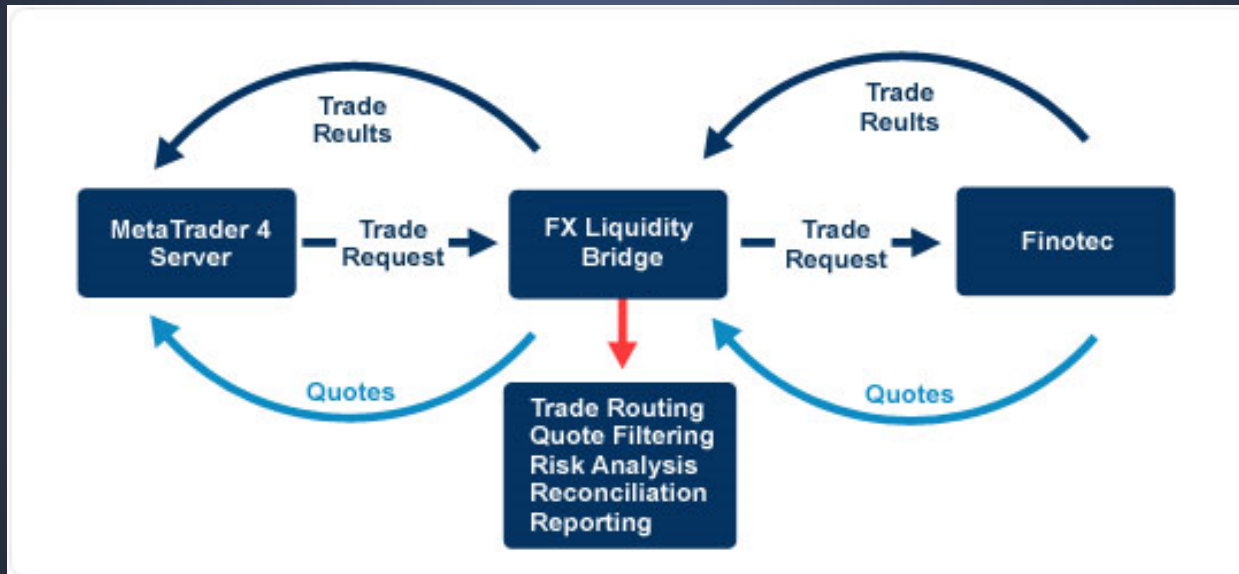 Trade
Reults
Trade
Reults
MetaTrader 4
Server
Trade
Request
FX Liquidity
Bridge
Trade
Request
Finotec
Quotes
Quotes
Trade Routing
Quote Filtering
Risk Analysis
Reconciliation
Reporting